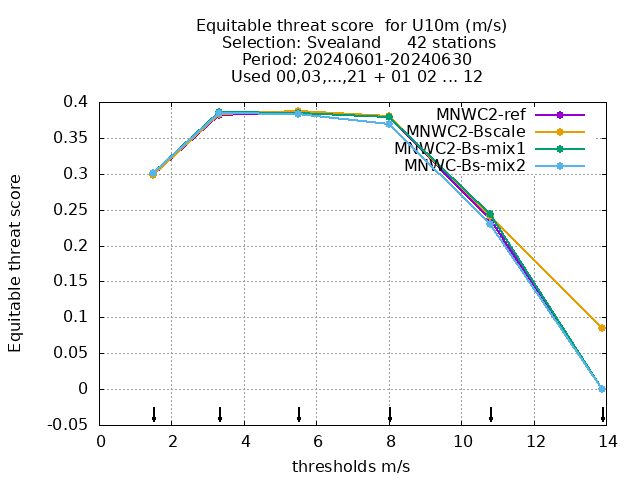 Equitable threat score  for U10m (m/s)
Selection: Svealand     42 stations
Period: 20240601-20240630
Used 00,03,...,21 + 01 02 ... 12
0.4
0.35
0.3
0.25
0.2
0.15
0.1
0.05
0
-0.05
Equitable threat score
MNWC2-ref
MNWC2-Bscale
MNWC2-Bs-mix1
MNWC-Bs-mix2
0 2 4 6 8 10 12 14
thresholds m/s